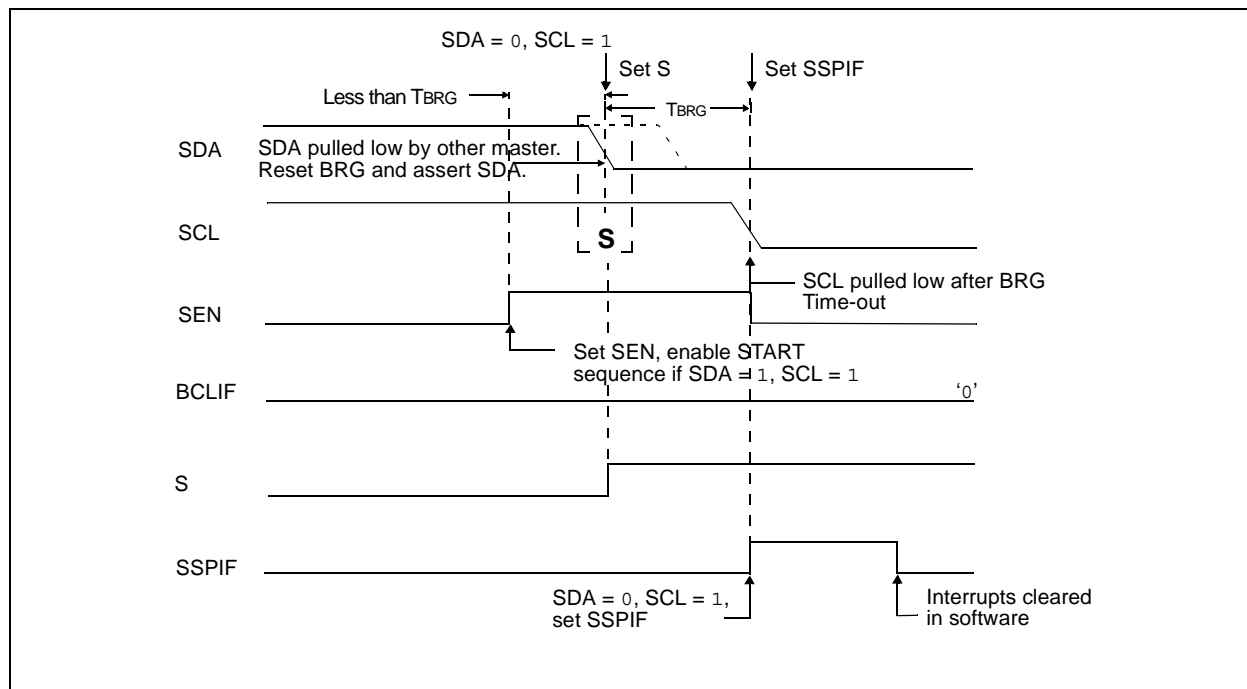 SDA = 0, SCL = 1
Set S
Set SSPIF
Less than TBRG
TBRG
SDA
SDA pulled low by other master.
Reset BRG and assert SDA.
SCL
S
SCL pulled low after BRG
Time-out
SEN
Set SEN, enable START
sequence if SDA = 1, SCL = 1
BCLIF
‘0’
S
SSPIF
SDA = 0, SCL = 1,
set SSPIF
Interrupts cleared
in software